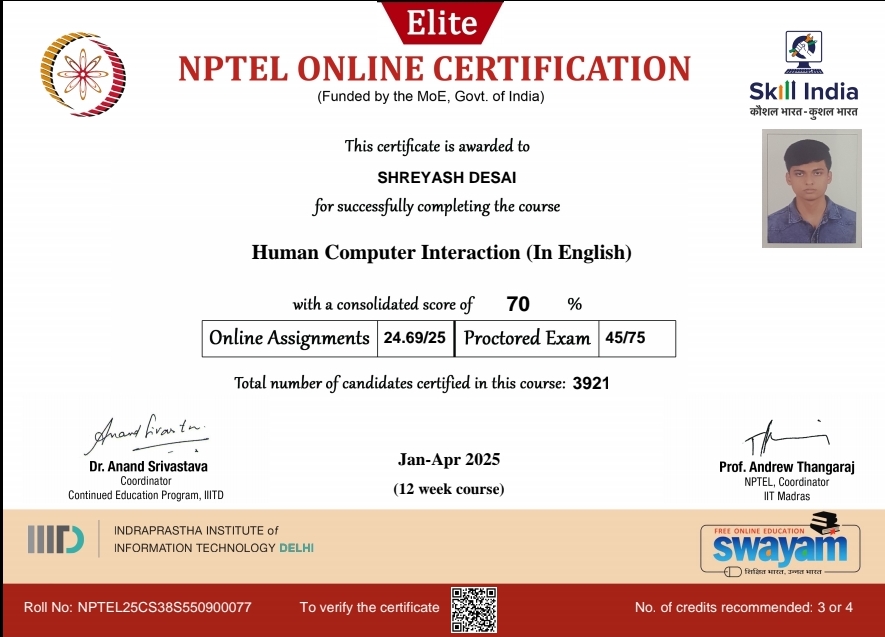 Elite
NPTEL ONLINE CERTIFICATION
(Funded by the MoE, Govt. of India)
Skill India
कौशल भारत - कुशल भारत
This certificate is awarded to
SHREYASH DESAI
for successfully completing the course
Human Computer Interaction (In English)
with a consolidated score of 70 %
Online Assignments 24.69/25 Proctored Exam 45/75
Total number of candidates certified in this course: 3921
Anand Srivastava
Dr. Anand Srivastava
Coordinator
Continued Education Program, IIITD
Jan-Apr 2025
(12 week course)
Prof. Andrew Thangaraj
NPTEL, Coordinator
IIT Madras
IIITD
INDRAPRASTHA INSTITUTE of
INFORMATION TECHNOLOGY DELHI
FREE ONLINE EDUCATION
swayam
शिक्षित भारत, उन्नत भारत
Roll No: NPTEL25CS38S550900077
To verify the certificate
No. of credits recommended: 3 or 4